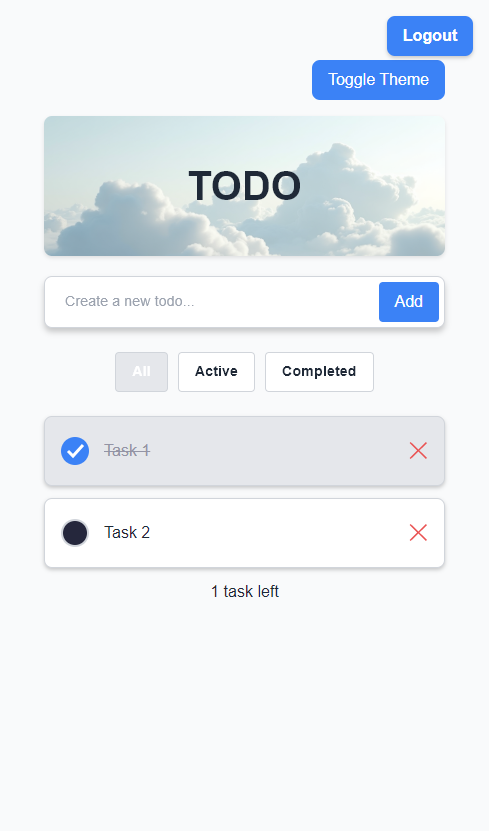 Logout
Toggle Theme
TODO
Create a new todo...
Add
All
Active
Completed
Task 1
Task 2
1 task left